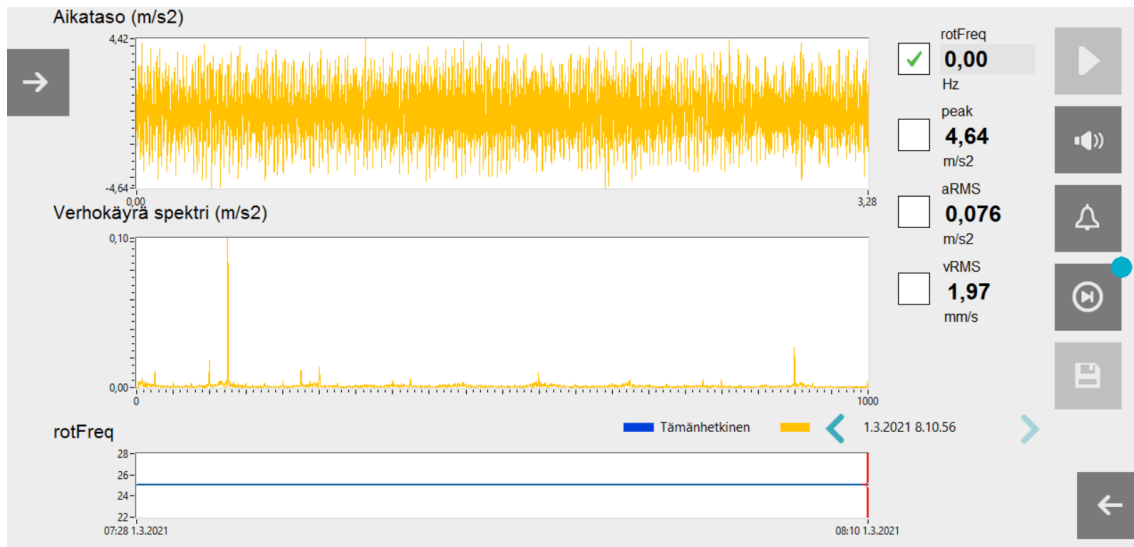 Aikataso (m/s2)
4,42
-4,64
0,00
3,28
Verhokäyrä spektri (m/s2)
0,10
0,00
0
1000
rotFreq
0,00
Hz
peak
4,64
m/s2
aRMS
0,076
m/s2
vRMS
1,97
mm/s
Tämänhetkinen
1.3.2021 8.10.56
rotFreq
28
26
24
22
07:28 1.3.2021
08:10 1.3.2021